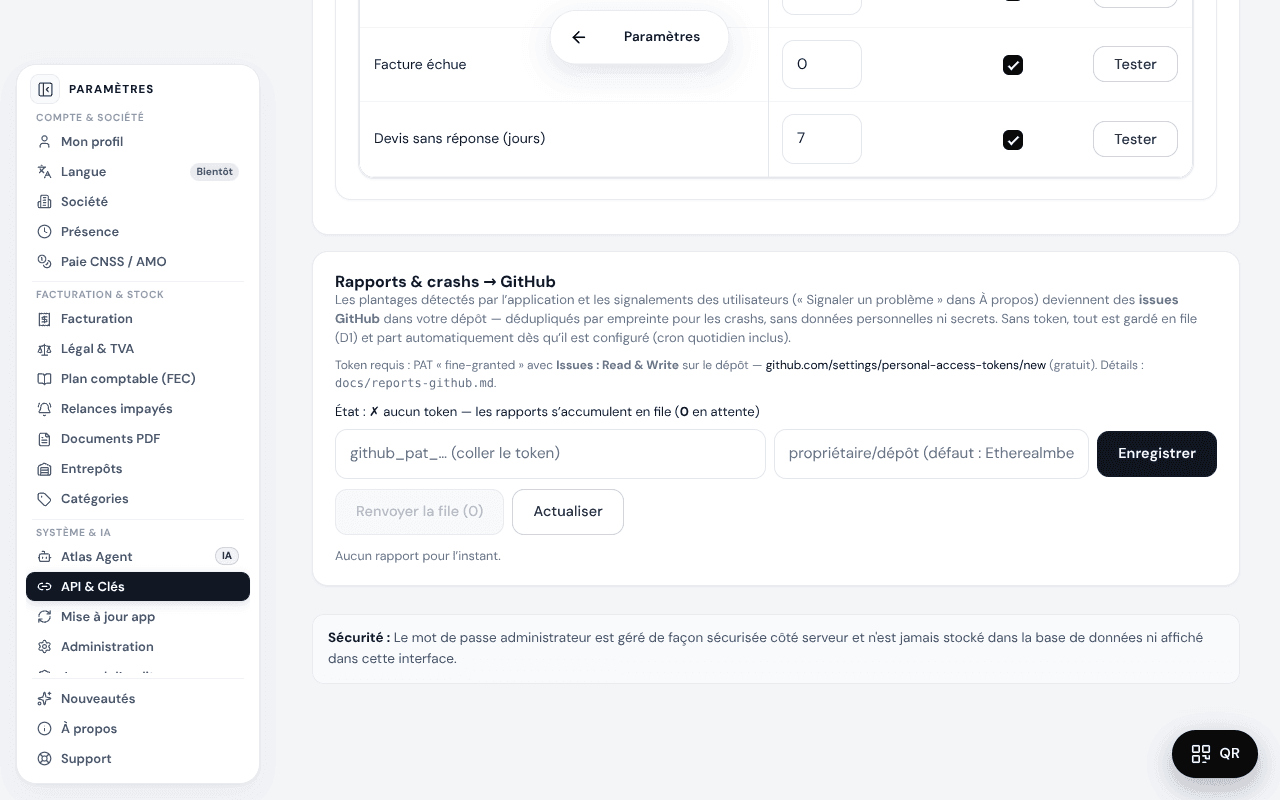 Paramètres
Facture échue
0
Tester
Devis sans réponse (jours)
7
Tester
PARAMÈTRES
COMPTE & SOCIÉTÉ
Mon profil
Langue
Bientôt
Société
Présence
Paie CNSS / AMO
FACTURATION & STOCK
Facturation
Légal & TVA
Plan comptable (FEC)
Relances impayés
Documents PDF
Entrepôts
Catégories
SYSTÈME & IA
Atlas Agent
IA
API & Clés
Mise à jour app
Administration
Nouveautés
À propos
Support
Rapports & crashs → GitHub
Les plantages détectés par l’application et les signalements des utilisateurs (« Signaler un problème » dans À propos) deviennent des issues
GitHub dans votre dépôt — dédupliqués par empreinte pour les crashs, sans données personnelles ni secrets. Sans token, tout est gardé en file
(D1) et part automatiquement dès qu’il est configuré (cron quotidien inclus).
Token requis : PAT « fine-granted » avec Issues : Read & Write sur le dépôt — github.com/settings/personal-access-tokens/new (gratuit). Détails :
docs/reports-github.md.
État : ✗ aucun token — les rapports s’accumulent en file (0 en attente)
github_pat_… (coller le token)
propriétaire/dépôt (défaut : Etherealmbe
Enregistrer
Renvoyer la file (0)
Actualiser
Aucun rapport pour l’instant.
Sécurité : Le mot de passe administrateur est géré de façon sécurisée côté serveur et n'est jamais stocké dans la base de données ni affiché
dans cette interface.
QR